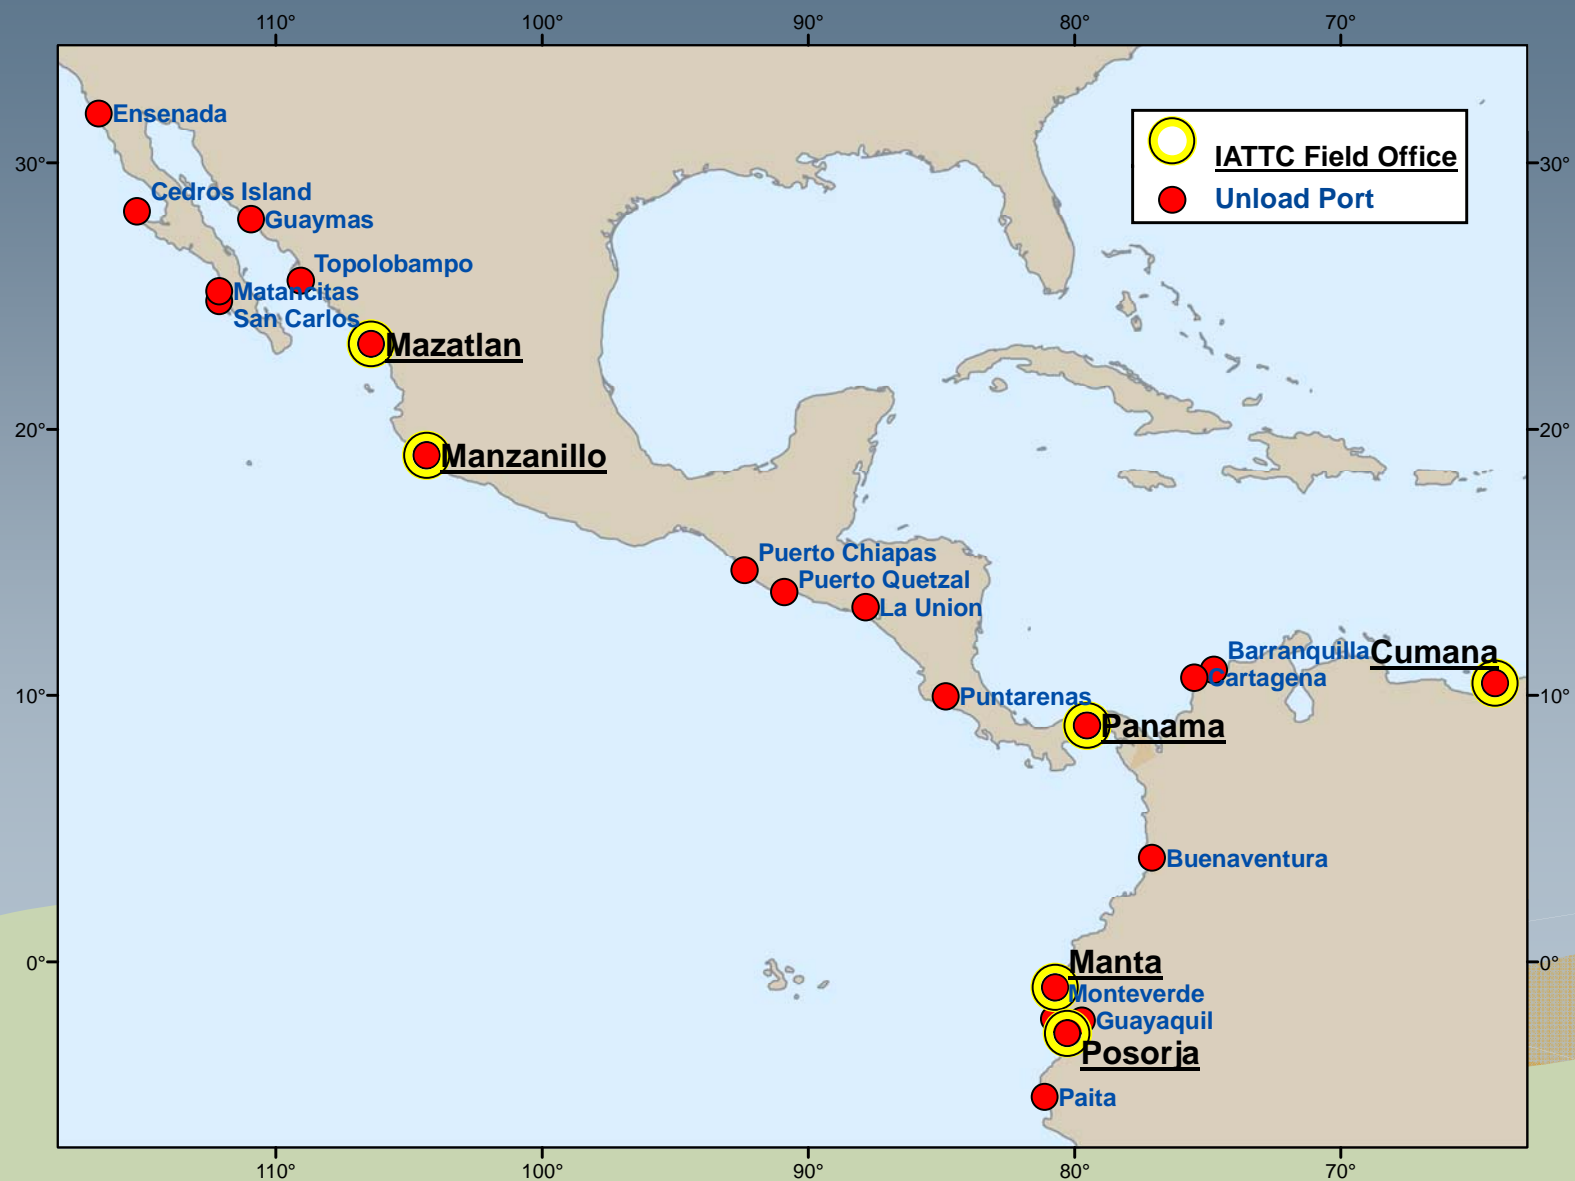 110°
100°
90°
80°
70°
Ensenada
IATTC Field Office
30°
30°
Cedros Island
Unload Port
Guaymas
Topolobampo
Matancitas
San Carlos
Mazatlan
20°
20°
Manzanillo
Puerto Chiapas
Puerto Quetzal
La Union
Barranquilla
Cumana
Cartagena
10°
Puntarenas
10°
Panama
Buenaventura
Manta
0°
0°
Monteverde
Guayaquil
Posorja
Paita
110°
100°
90°
80°
70°